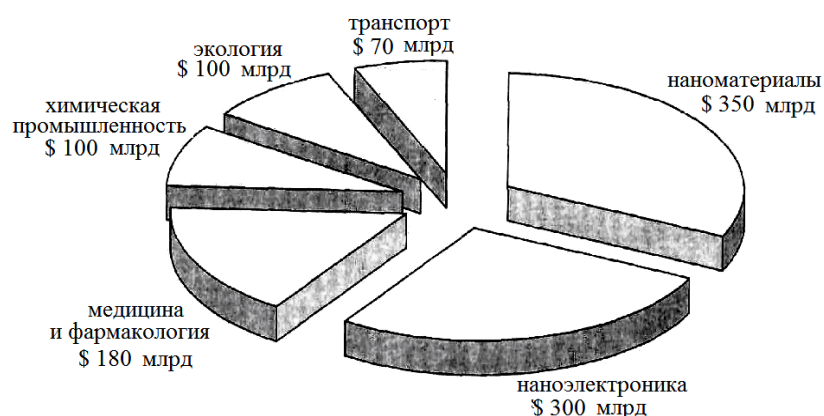 транспорт
$ 70 млрд
экология
$ 100 млрд
наноматериалы
$ 350 млрд
химическая
промышленность
$ 100 млрд
медицина
и фармакология
$ 180 млрд
наноэлектроника
$ 300 млрд